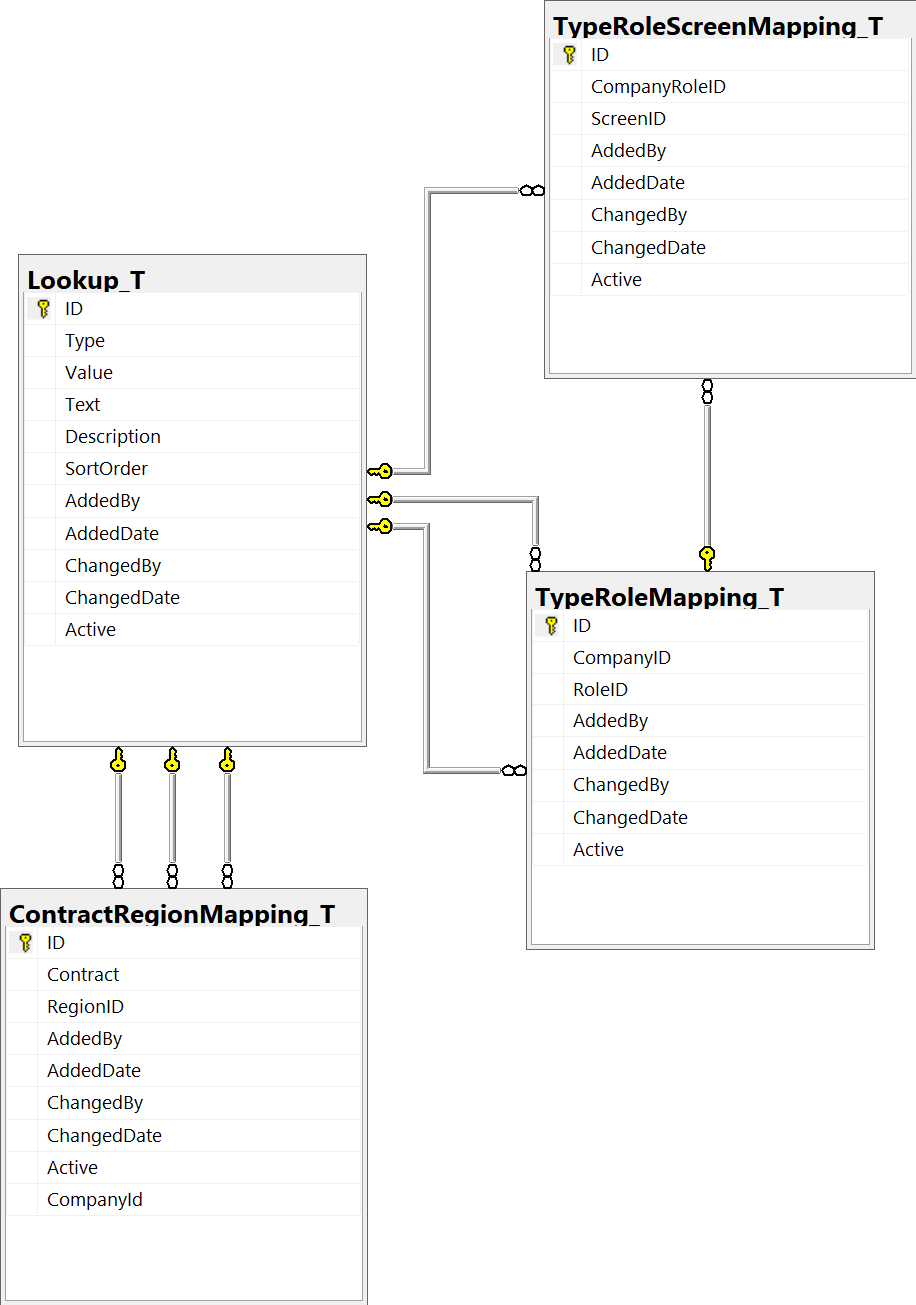 TypeRoleScreenMapping_T
ID
CompanyRoleID
ScreenID
AddedBy
AddedDate
ChangedBy
ChangedDate
Active
Lookup_T
ID
Type
Value
Text
Description
SortOrder
AddedBy
AddedDate
ChangedBy
ChangedDate
Active
TypeRoleMapping_T
ID
CompanyID
RoleID
AddedBy
AddedDate
ChangedBy
ChangedDate
Active
ContractRegionMapping_T
ID
Contract
RegionID
AddedBy
AddedDate
ChangedBy
ChangedDate
Active
CompanyId